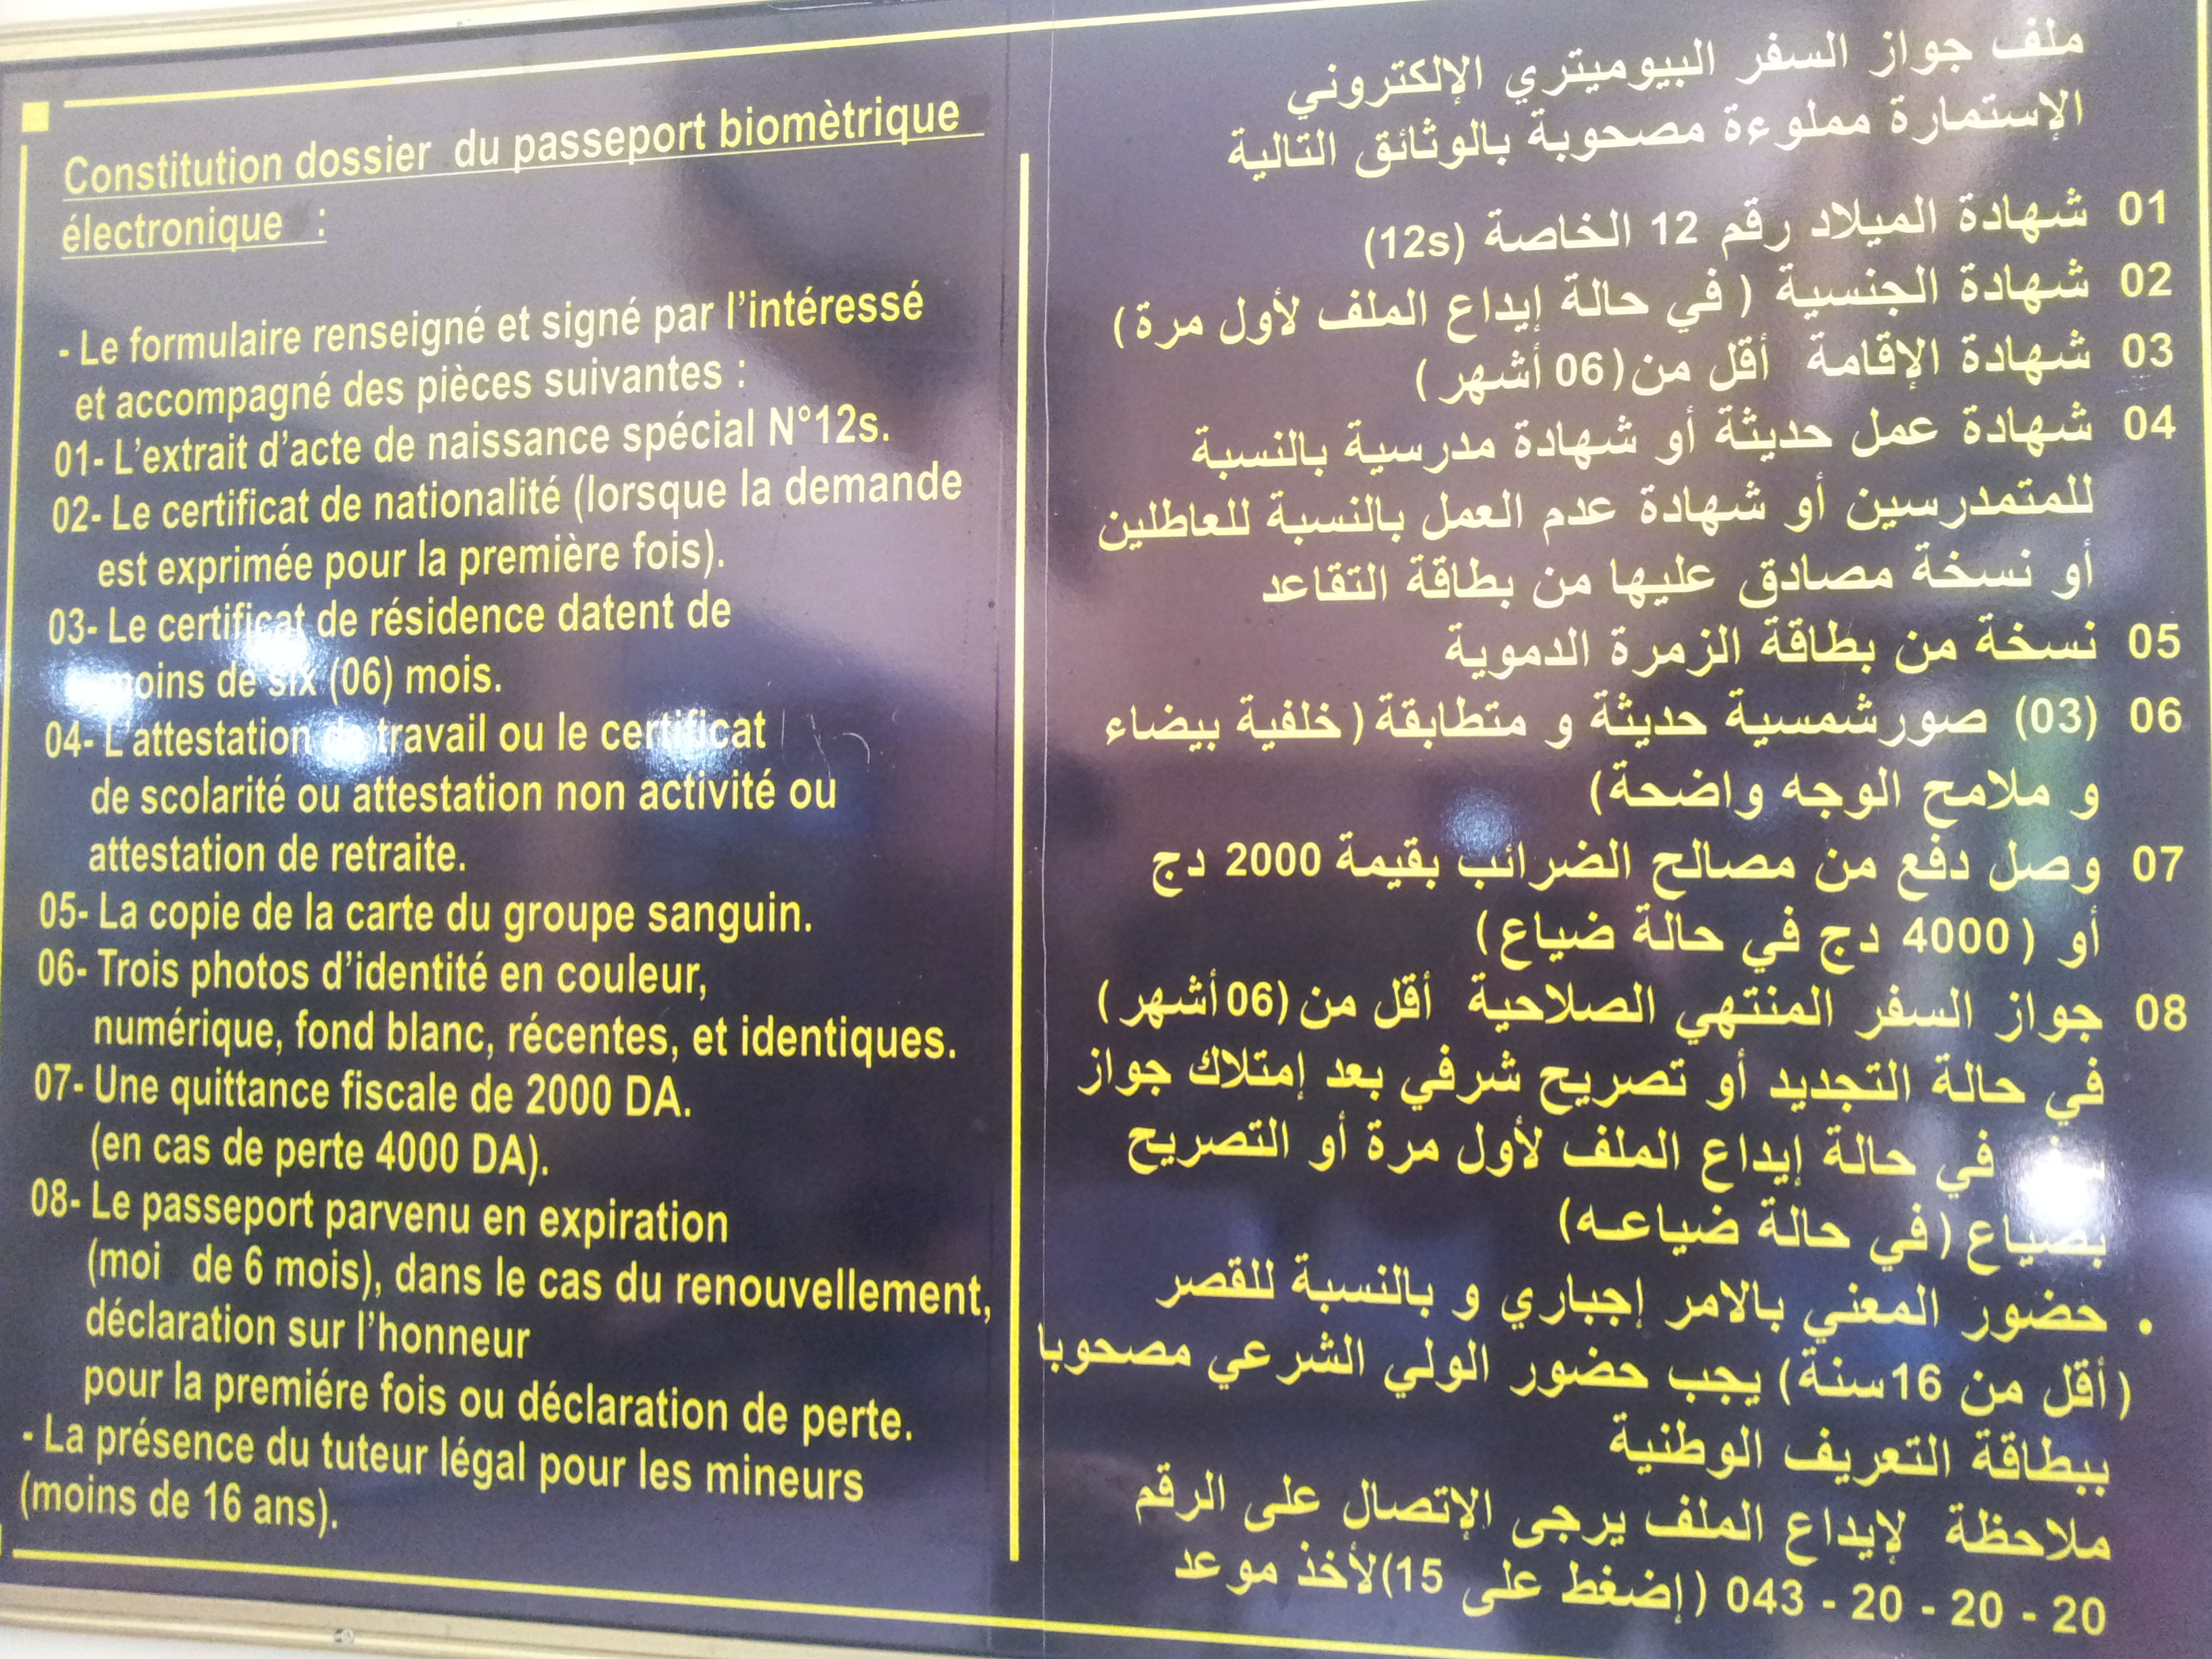 Constitution dossier du passeport biomètrique
électronique :
- Le formulaire renseigné et signé par l'intéressé
et accompagné des pièces suivantes :
01- L'extrait d'acte de naissance spécial N°12s.
02- Le certificat de nationalité (lorsque la demande
est exprimée pour la première fois).
03- Le certificat de résidence datent de
moins de six (06) mois.
04- L'attestation de travail ou le certificat
de scolarité ou attestation non activité ou
attestation de retraite.
05- La copie de la carte du groupe sanguin.
06- Trois photos d'identité en couleur,
numérique, fond blanc, récentes, et identiques.
07- Une quittance fiscale de 2000 DA.
(en cas de perte 4000 DA).
08- Le passeport parvenu en expiration
(moi de 6 mois), dans le cas du renouvellement,
déclaration sur l'honneur
pour la premiére fois ou déclaration de perte.
- La présence du tuteur légal pour les mineurs
(moins de 16 ans).
ملف جواز السفر البيوميتري الإلكتروني
الإستمارة مملوءة مصحوبة بالوثائق التالية
01 شهادة الميلاد رقم 12 الخاصة (12s)
02 شهادة الجنسية ( في حالة إيداع الملف لأول مرة )
03 شهادة الإقامة أقل من (06 أشهر )
04 شهادة عمل حديثة أو شهادة مدرسية بالنسبة
للمتمدرسين أو شهادة عدم العمل بالنسبة للعاطلين
أو نسخة مصادق عليها من بطاقة التقاعد
05 نسخة من بطاقة الزمرة الدموية
06 (03) صورشمسية حديثة و متطابقة ( خلفية بيضاء
و ملامح الوجه واضحة)
07 وصل دفع من مصالح الضرائب بقيمة 2000 دج
أو ( 4000 دج في حالة ضياع)
08 جواز السفر المنتهي الصلاحية أقل من (06 أشهر )
في حالة التجديد أو تصريح شرفي بعد إمتلاك جواز
في حالة إيداع الملف لأول مرة أو التصريح
بضياع ( في حالة ضياعه)
• حضور المعني بالامر إجباري و بالنسبة للقصر
( أقل من 16سنة ) يجب حضور الولي الشرعي مصحوبا
ببطاقة التعريف الوطنية
ملاحظة لإيداع الملف يرجى الإتصال على الرقم
043 - 20 - 20 - 20 ( إضغط على 15)لأخذ موعد